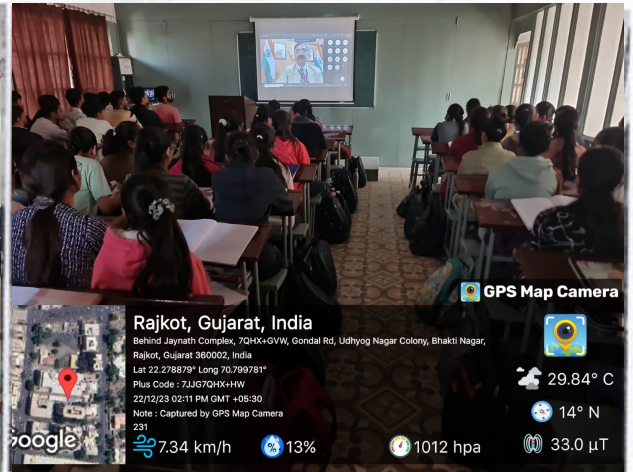 GPS Map Camera
Rajkot, Gujarat, India
Behind Jaynath Complex, 7QHX+GVW, Gondal Rd, Udhyog Nagar Colony, Bhakti Nagar,
Rajkot, Gujarat 360002, India
Lat 22.278879° Long 70.799781°
Plus Code : 7JJG7QHX+HW
22/12/23 02:11 PM GMT +05:30
Note : Captured by GPS Map Camera
231
Google
7.34 km/h
13%
1012 hpa
29.84° C
14° N
33.0 µT